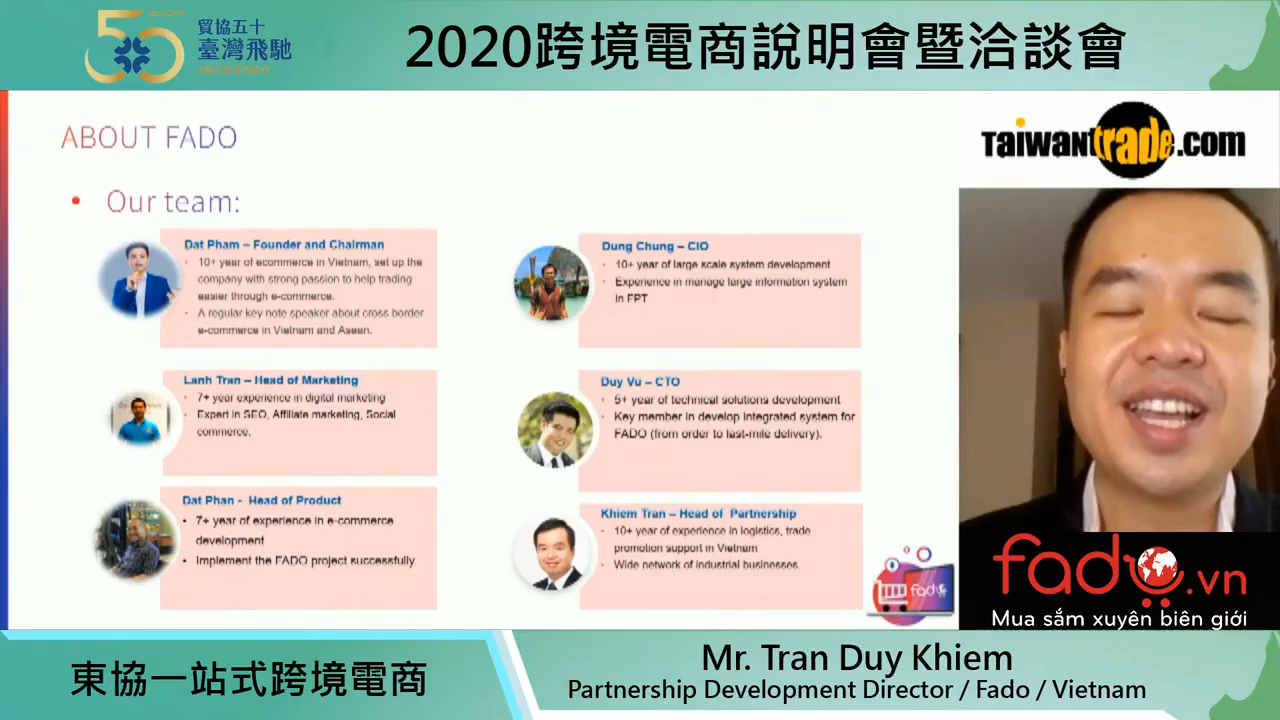 50
貿協五十
臺灣飛馳
2020跨境電商說明會暨洽談會
ABOUT FADO
• Our team:
Dat Pham – Founder and Chairman
10+ year of ecommerce in Vietnam, set up the
company with strong passion to help trading
easier through e-commerce.
A regular key note speaker about cross border
e-commerce in Vietnam and Asean.
Lanh Tran – Head of Marketing
7+ year experience in digital marketing
Expert in SEO, Affiliate marketing, Social
commerce.
Dat Phan - Head of Product
• 7+ year of experience in e-commerce
development
• Implement the FADO project successfully
Dung Chung – CIO
10+ year of large scale system development
Experience in manage large information system
in FPT
Duy Vu – CTO
5+ year of technical solutions development
Key member in develop integrated system for
FADO (from order to last-mile delivery).
Khiem Tran – Head of Partnership
10+ year of experience in logistics, trade
promotion support in Vietnam
Wide network of industrial businesses.
fado
Taiwantrade.com
fado.vn
Mua sắm xuyên biên giới
東協一站式跨境電商
Mr. Tran Duy Khiem
Partnership Development Director / Fado / Vietnam